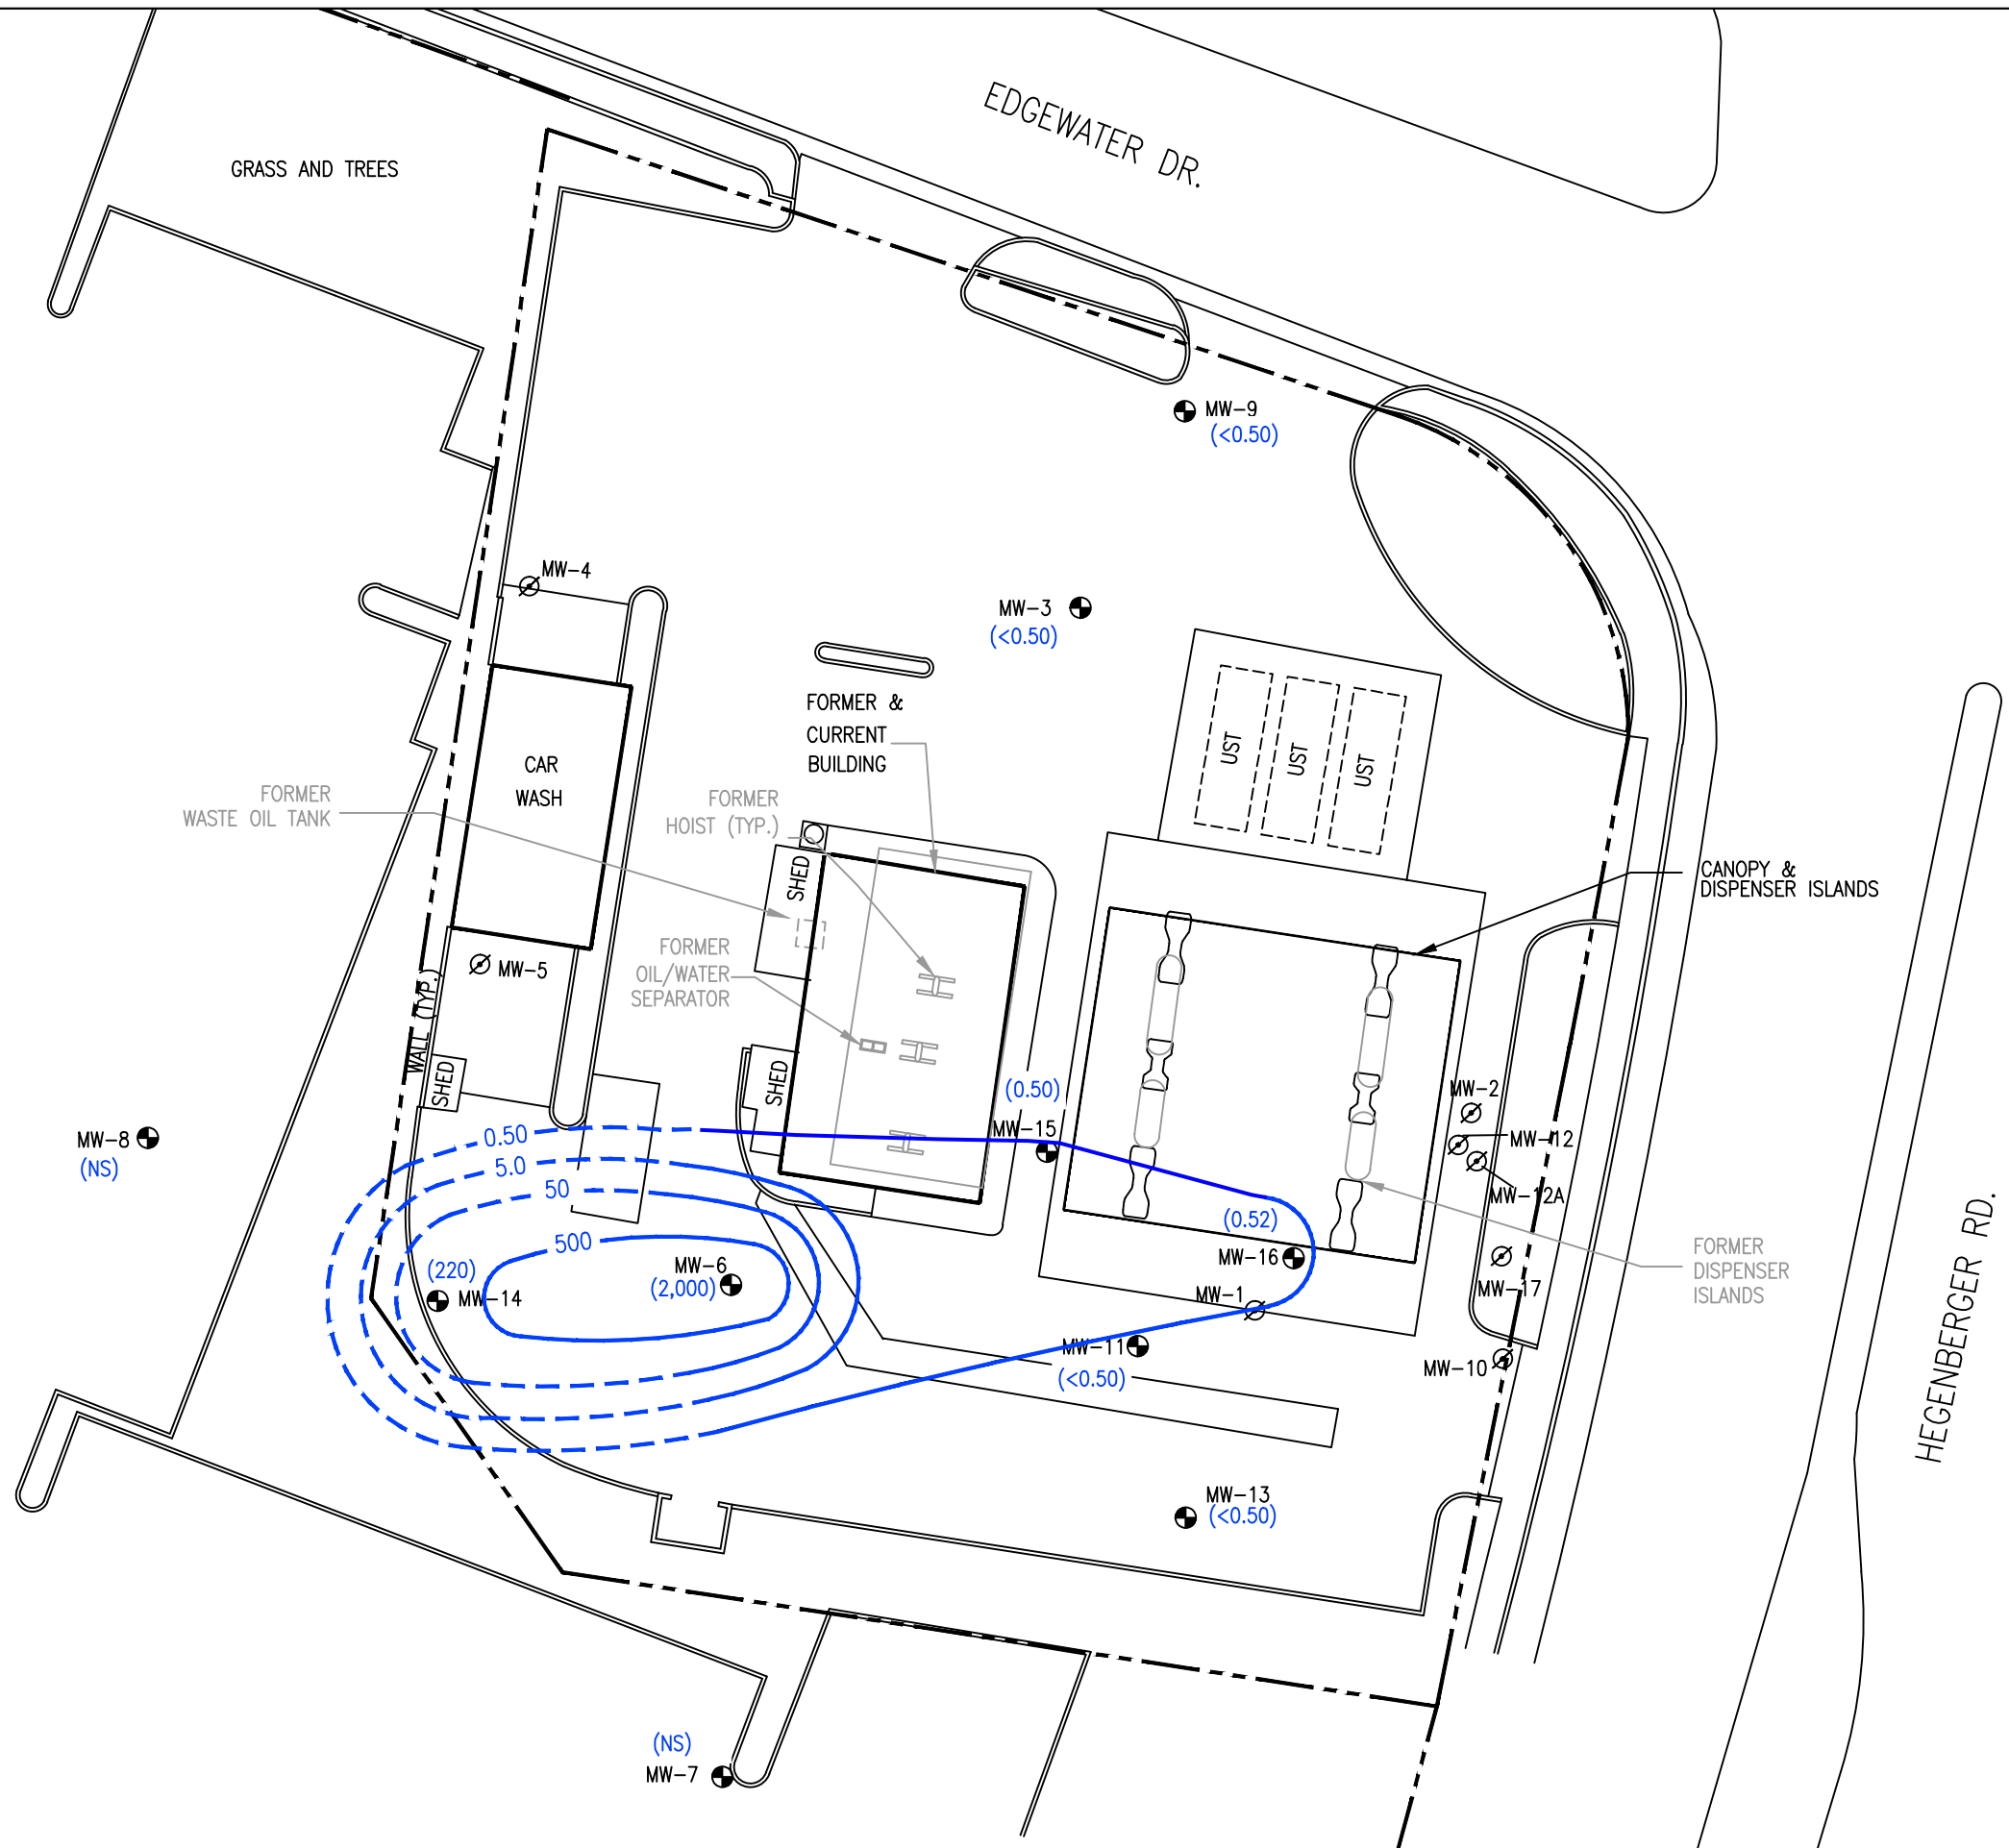 EDGEWATER DR.
GRASS AND TREES
MW-9
(<0.50)
MW-4
MW-3
(<0.50)
FORMER &
CURRENT
BUILDING
UST
UST
UST
CAR
WASH
FORMER
WASTE OIL TANK
FORMER
HOIST (TYP.)
SHED
CANOPY &
DISPENSER ISLANDS
FORMER
OIL/WATER
SEPARATOR
MW-5
WALL (TYP.)
SHED
SHED
(0.50)
MW-15
MW-2
MW-12
MW-12A
MW-8
(NS)
0.50
5.0
50
500
(220)
MW-14
MW-6
(2,000)
(0.52)
MW-16
MW-1
MW-17
FORMER
DISPENSER
ISLANDS
MW-11
(<0.50)
MW-10
HEGENBERGER RD.
MW-13
(<0.50)
(NS)
MW-7